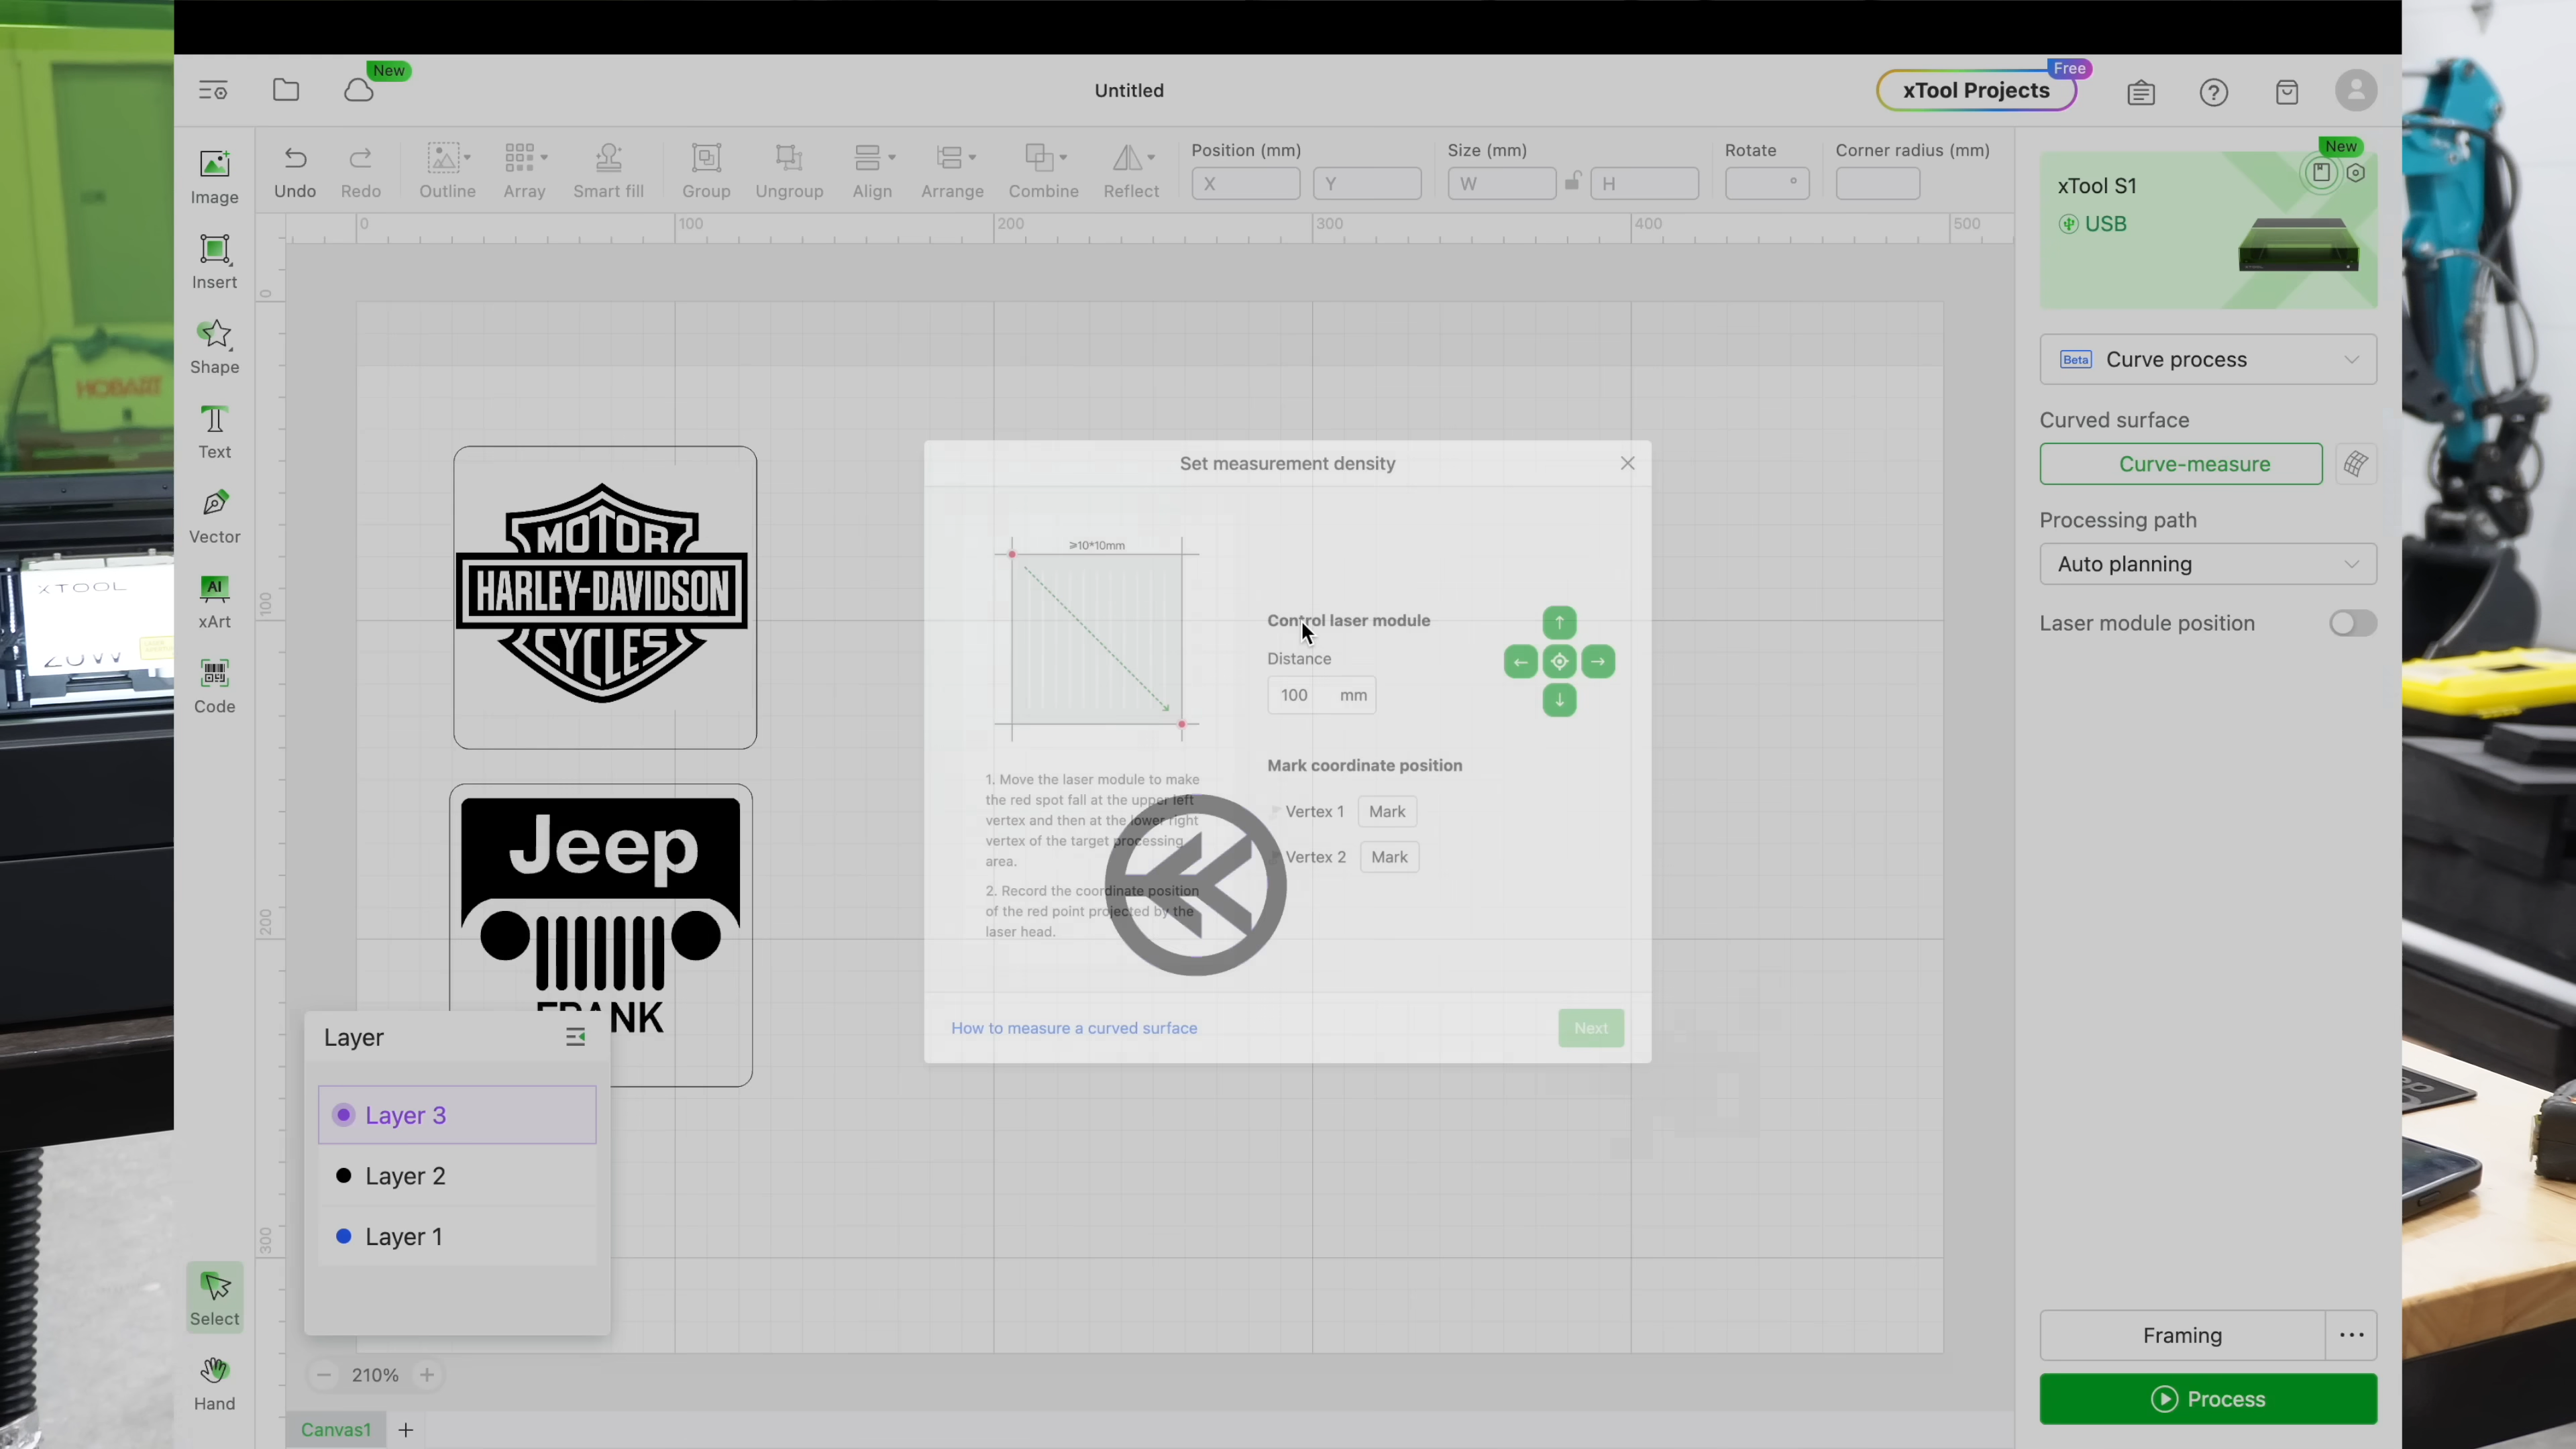 New
Untitled
Free
xTool Projects
Image
Insert
Shape
Text
Vector
AI
xArt
Code
Select
Hand
Undo
Redo
Outline
Array
Smart fill
Group
Ungroup
Align
Arrange
Combine
Reflect
Position (mm)
X
Y
Size (mm)
W
H
Rotate
°
Corner radius (mm)
0
100
200
300
400
500
0
100
200
300
MOTOR
HARLEY-DAVIDSON
CYCLES
Jeep
FRANK
Layer
Layer 3
Layer 2
Layer 1
210%
Canvas1
Set measurement density
≥10*10mm
1. Move the laser module to make
the red spot fall at the upper left
vertex and then at the lower right
vertex of the target processing
area.
2. Record the coordinate position
of the red point projected by the
laser head.
Control laser module
Distance
100 mm
Mark coordinate position
Vertex 1 Mark
Vertex 2 Mark
How to measure a curved surface
Next
New
xTool S1
USB
Beta Curve process
Curved surface
Curve-measure
Processing path
Auto planning
Laser module position
Framing
Process
HOBART
XTOOL
20W